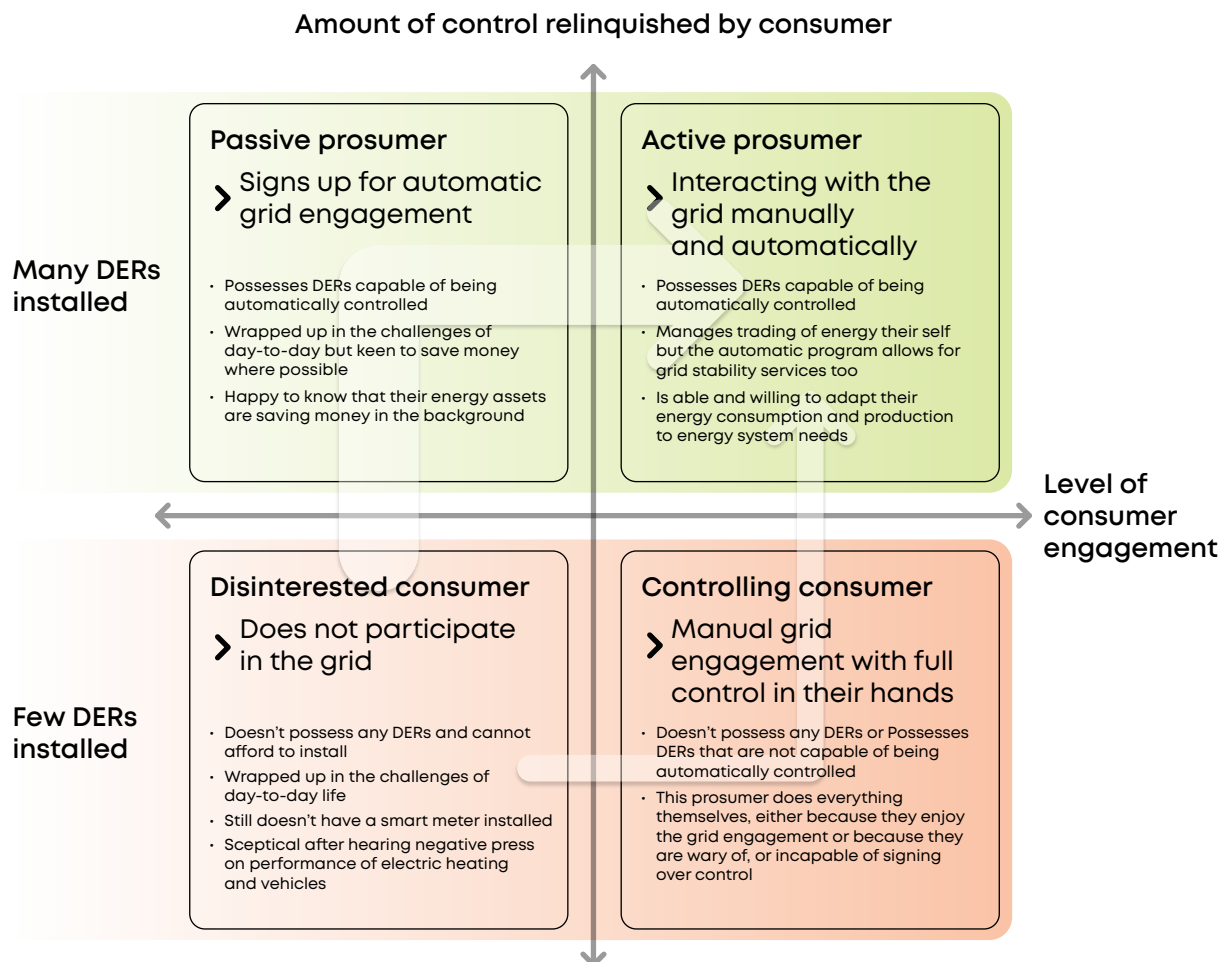 Amount of control relinquished by consumer
Many DERs
installed
Passive prosumer
Signs up for automatic
grid engagement
• Possesses DERs capable of being
automatically controlled
• Wrapped up in the challenges of
day-to-day but keen to save money
where possible
• Happy to know that their energy assets
are saving money in the background
Active prosumer
Interacting with the
grid manually
and automatically
• Possesses DERs capable of being
automatically controlled
• Manages trading of energy their self
but the automatic program allows for
grid stability services too
• Is able and willing to adapt their
energy consumption and production
to energy system needs
Level of
consumer
engagement
Few DERs
installed
Disinterested consumer
Does not participate
in the grid
• Doesn’t possess any DERs and cannot
afford to install
• Wrapped up in the challenges of
day-to-day life
• Still doesn’t have a smart meter installed
• Sceptical after hearing negative press
on performance of electric heating
and vehicles
Controlling consumer
Manual grid
engagement with full
control in their hands
• Doesn’t possess any DERs or Possesses
DERs that are not capable of being
automatically controlled
• This prosumer does everything
themselves, either because they enjoy
the grid engagement or because they
are wary of, or incapable of signing
over control